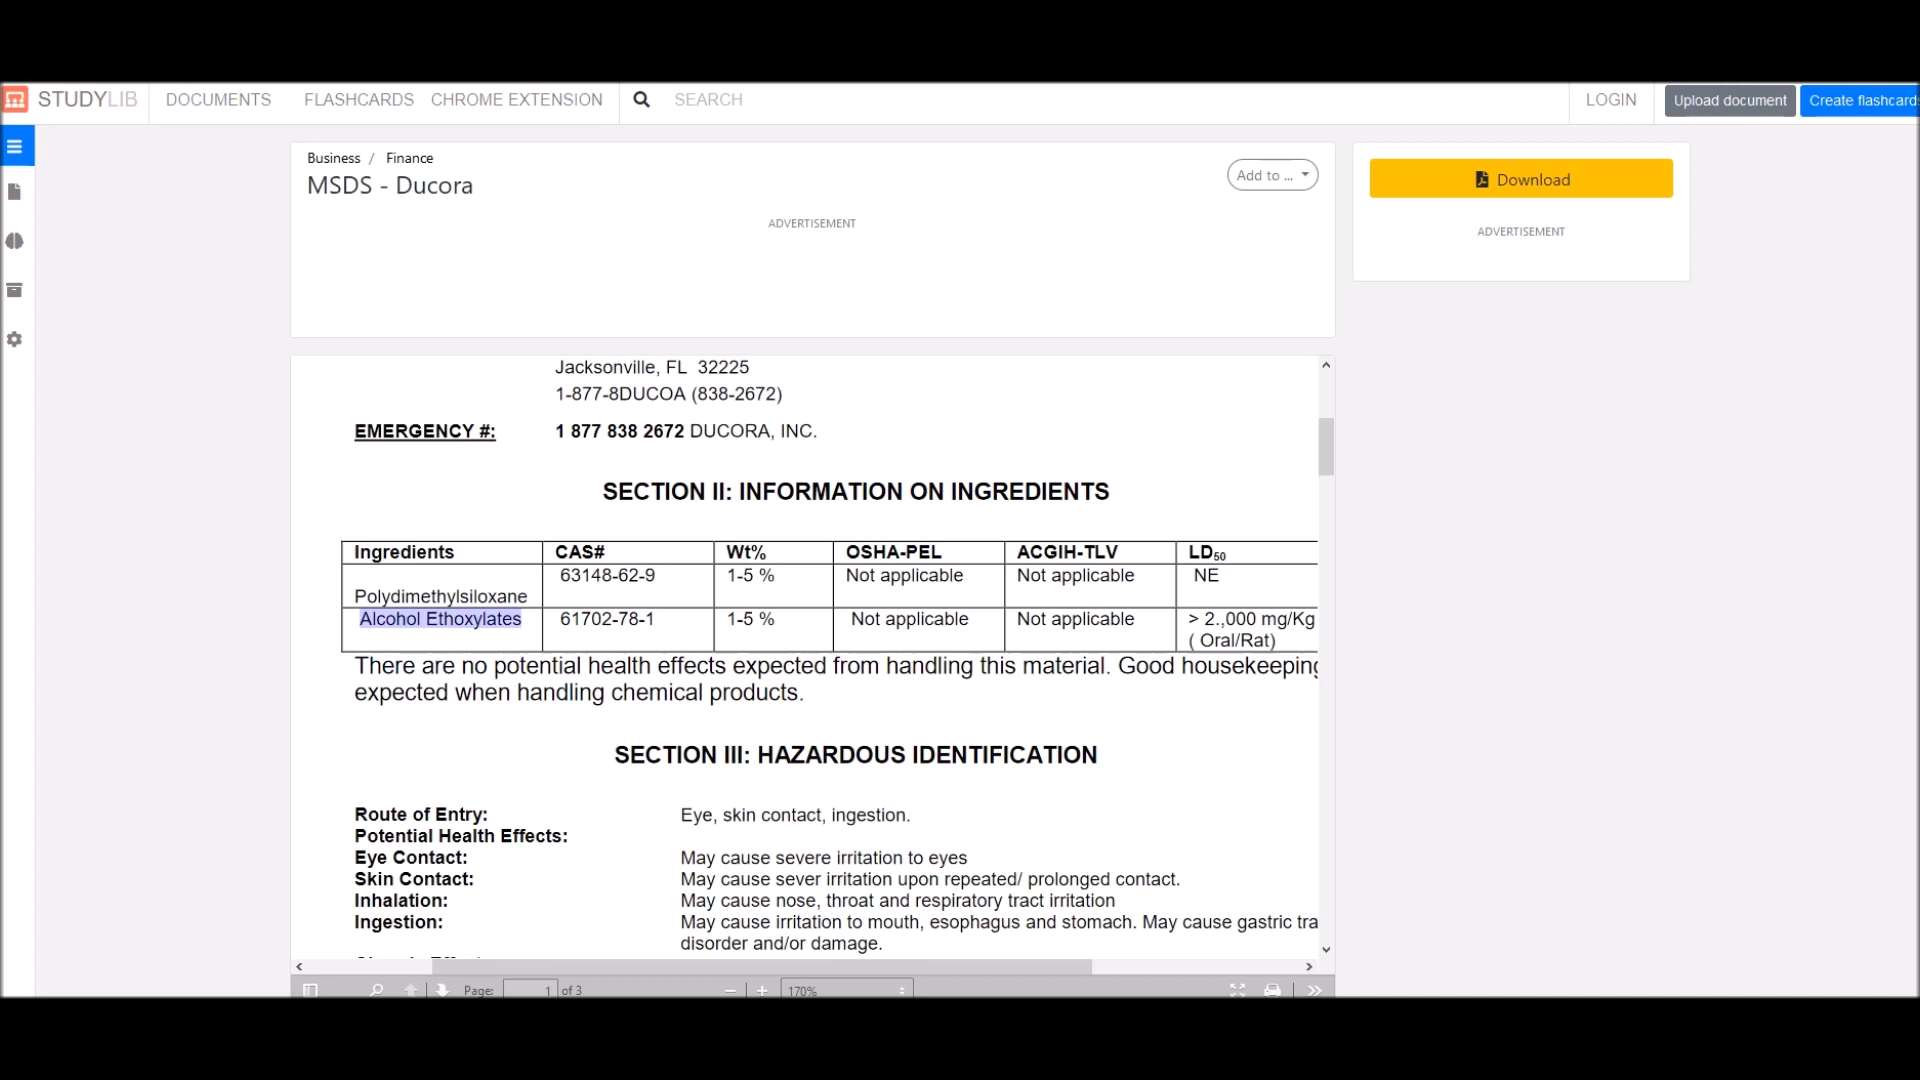 STUDYLIB DOCUMENTS FLASHCARDS CHROME EXTENSION SEARCH LOGIN Upload document Create flashcards
Business / Finance
MSDS - Ducora
Add to ...
Download
ADVERTISEMENT
ADVERTISEMENT
Jacksonville, FL 32225
1-877-8DUCOA (838-2672)
EMERGENCY #: 1 877 838 2672 DUCORA, INC.
SECTION II: INFORMATION ON INGREDIENTS
Ingredients CAS# Wt% OSHA-PEL ACGIH-TLV LD50
Polydimethylsiloxane 63148-62-9 1-5 % Not applicable Not applicable NE
Alcohol Ethoxylates 61702-78-1 1-5 % Not applicable Not applicable > 2.,000 mg/Kg
( Oral/Rat)
There are no potential health effects expected from handling this material. Good housekeeping
expected when handling chemical products.
SECTION III: HAZARDOUS IDENTIFICATION
Route of Entry: Eye, skin contact, ingestion.
Potential Health Effects:
Eye Contact: May cause severe irritation to eyes
Skin Contact: May cause sever irritation upon repeated/ prolonged contact.
Inhalation: May cause nose, throat and respiratory tract irritation
Ingestion: May cause irritation to mouth, esophagus and stomach. May cause gastric tra
disorder and/or damage.
Page: 1 of 3 170%